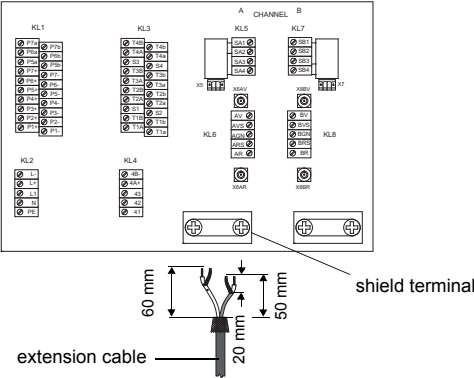 A CHANNEL B
KL1 KL3 KL5 KL7
P7a P7b
P6a P6b
P5a P5b
P7+ P7-
P6+ P6-
P5+ P5-
P4+ P4-
P3+ P3-
P2+ P2-
P1+ P1-
T4B T4b
T4A T4a
S3 S4
T3B T3b
T3A T3a
T2B T2b
T2A T2a
S1 S2
T1B T1b
T1A T1a
SA1
SA2
SA3
SA4
SB1
SB2
SB3
SB4
X5 X6AV X8BV X7
KL6 KL8
AV
AVS
AGN
ARS
AR
BV
BVS
BGN
BRS
BR
X6AR X8BR
KL2 KL4
L-
L+
L1
N
PE
4B-
4A+
43
42
41
shield terminal
60 mm
20 mm
50 mm
extension cable